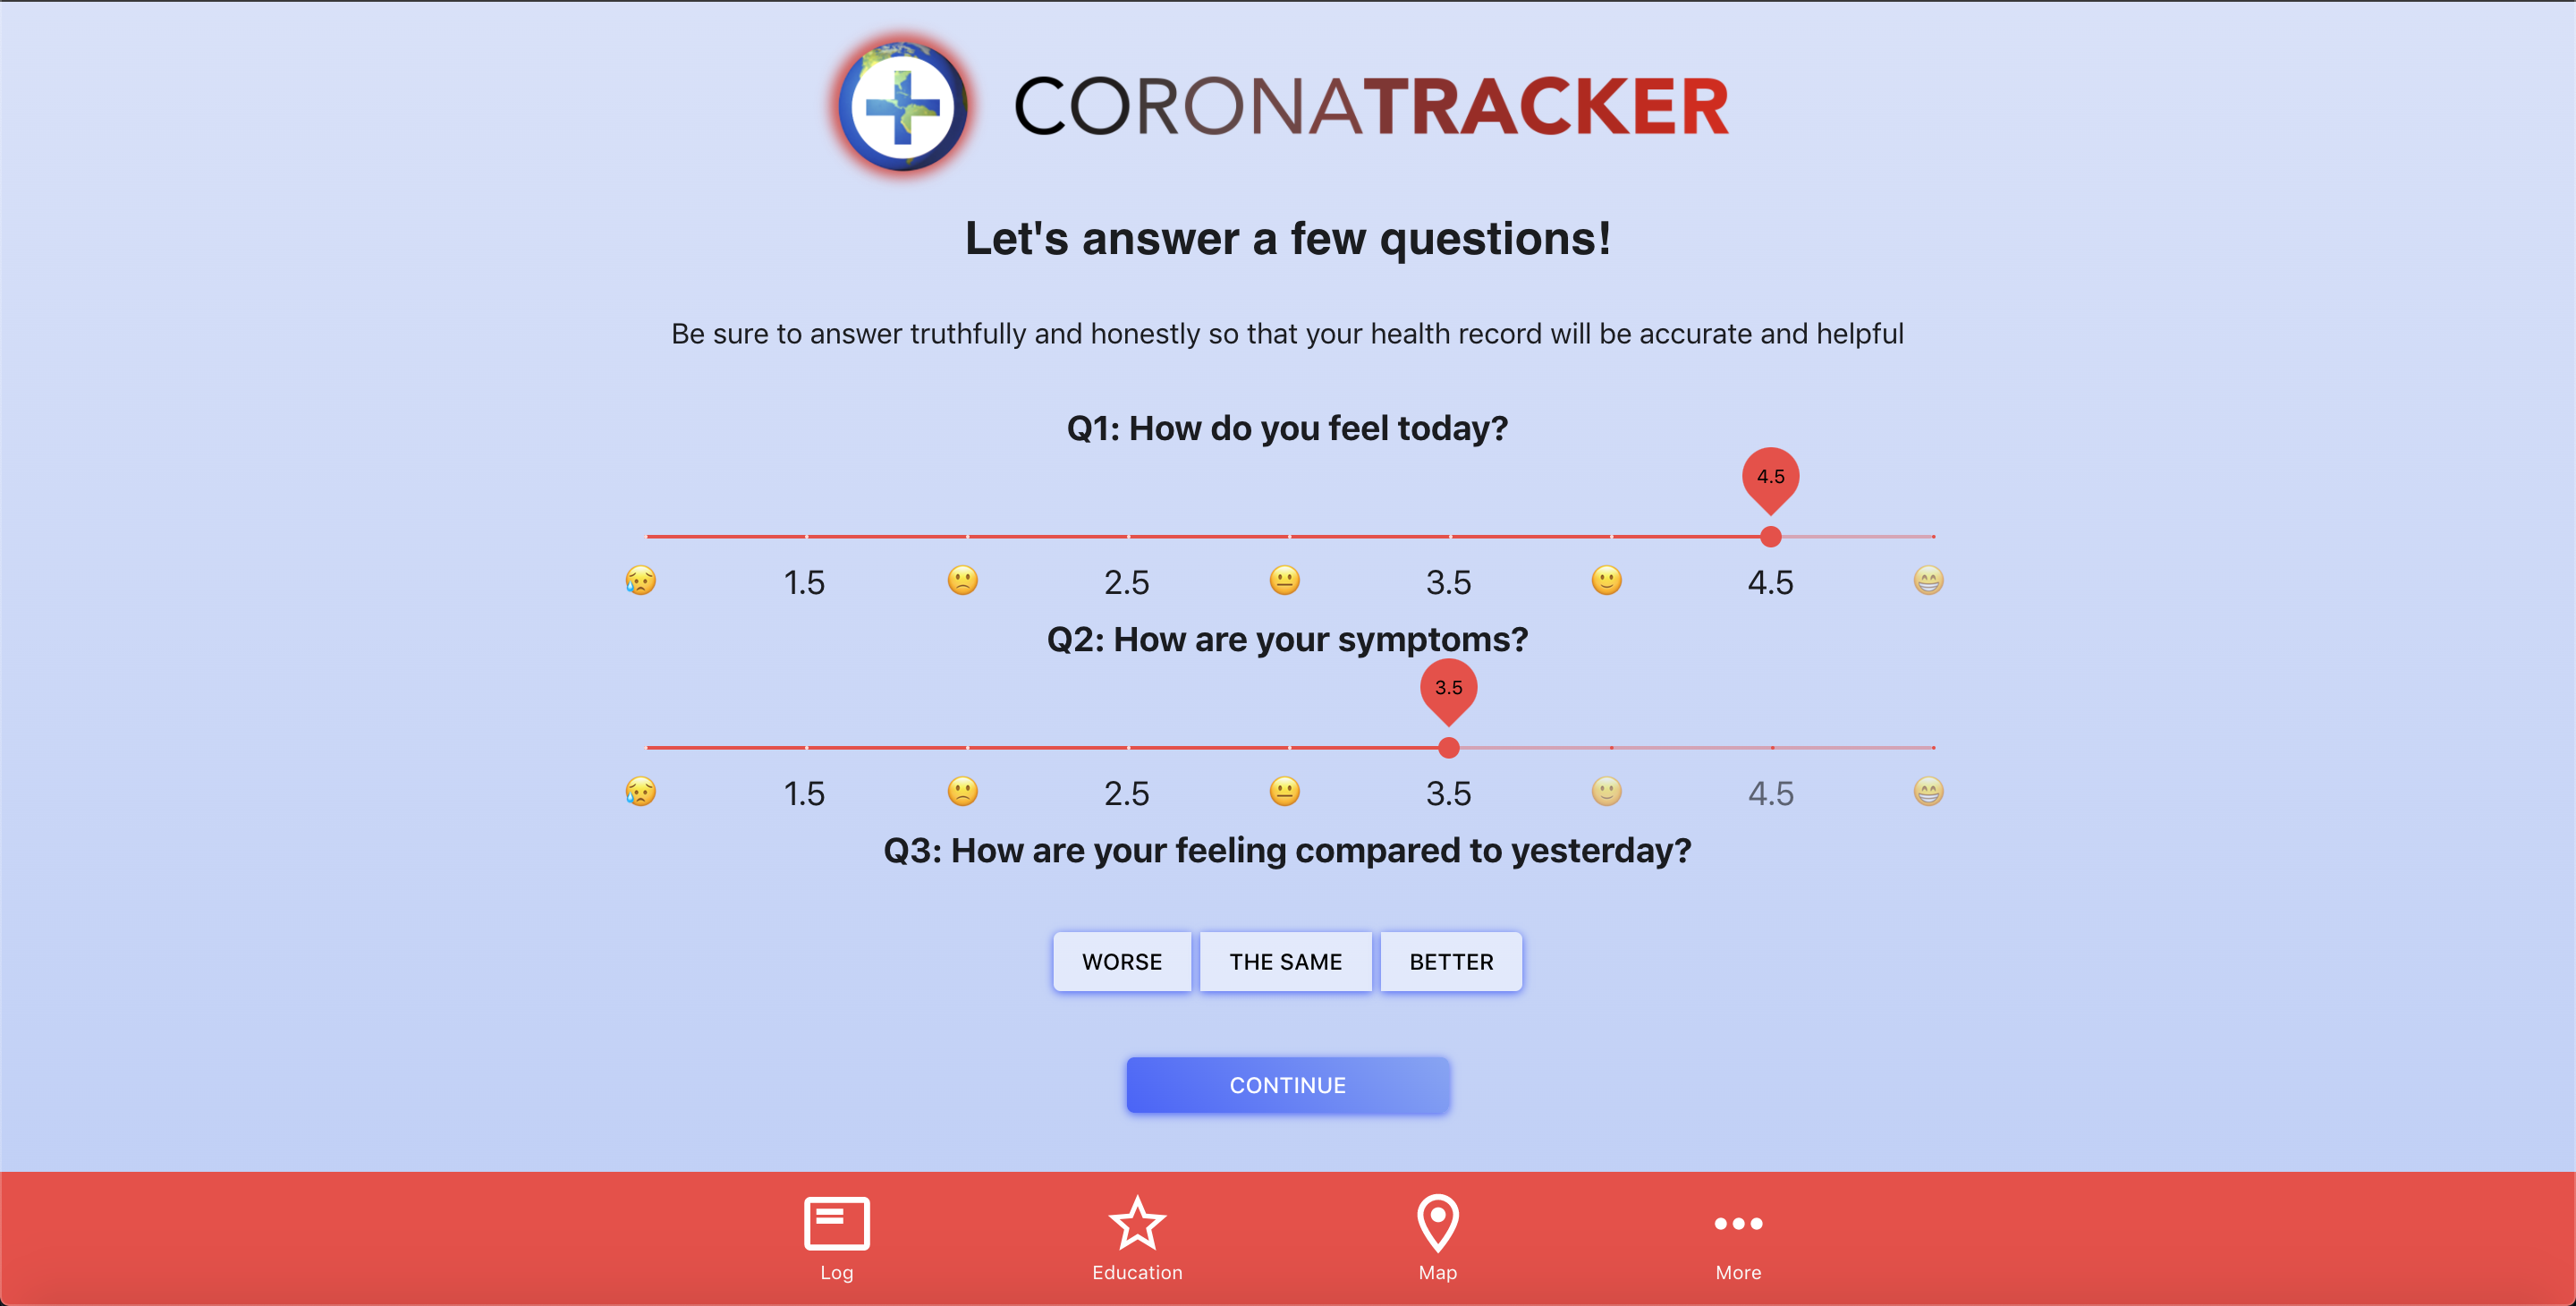 CORONATRACKER
Let's answer a few questions!
Be sure to answer truthfully and honestly so that your health record will be accurate and helpful
Q1: How do you feel today?
4.5
😥 1.5 🙁 2.5 😐 3.5 🙂 4.5 😁
Q2: How are your symptoms?
3.5
😥 1.5 🙁 2.5 😐 3.5 🙂 4.5 😁
Q3: How are your feeling compared to yesterday?
WORSE THE SAME BETTER
CONTINUE
Log Education Map More